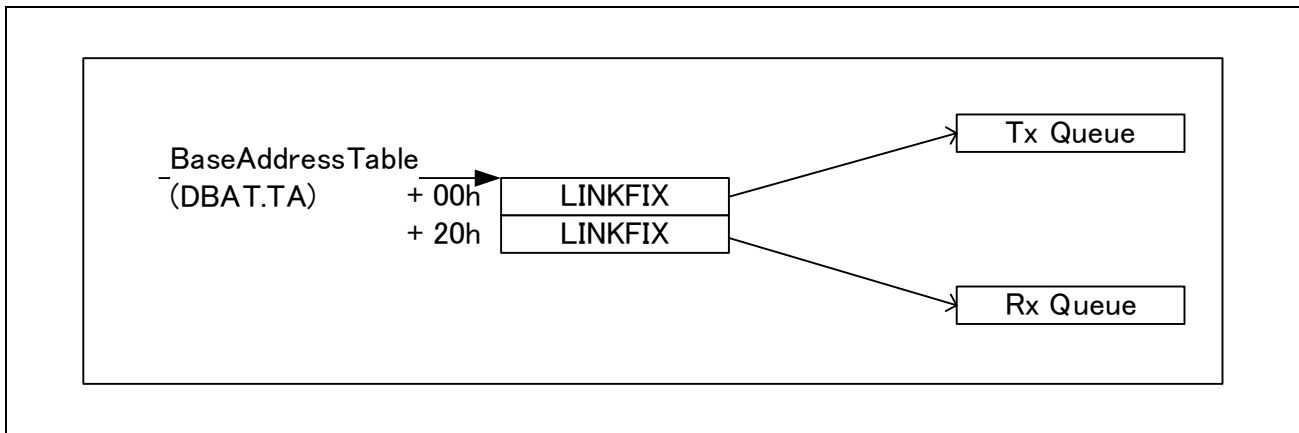 Tx Queue
BaseAddressTable
(DBAT.TA)
+ 00h
LINKFIX
+ 20h
LINKFIX
Rx Queue